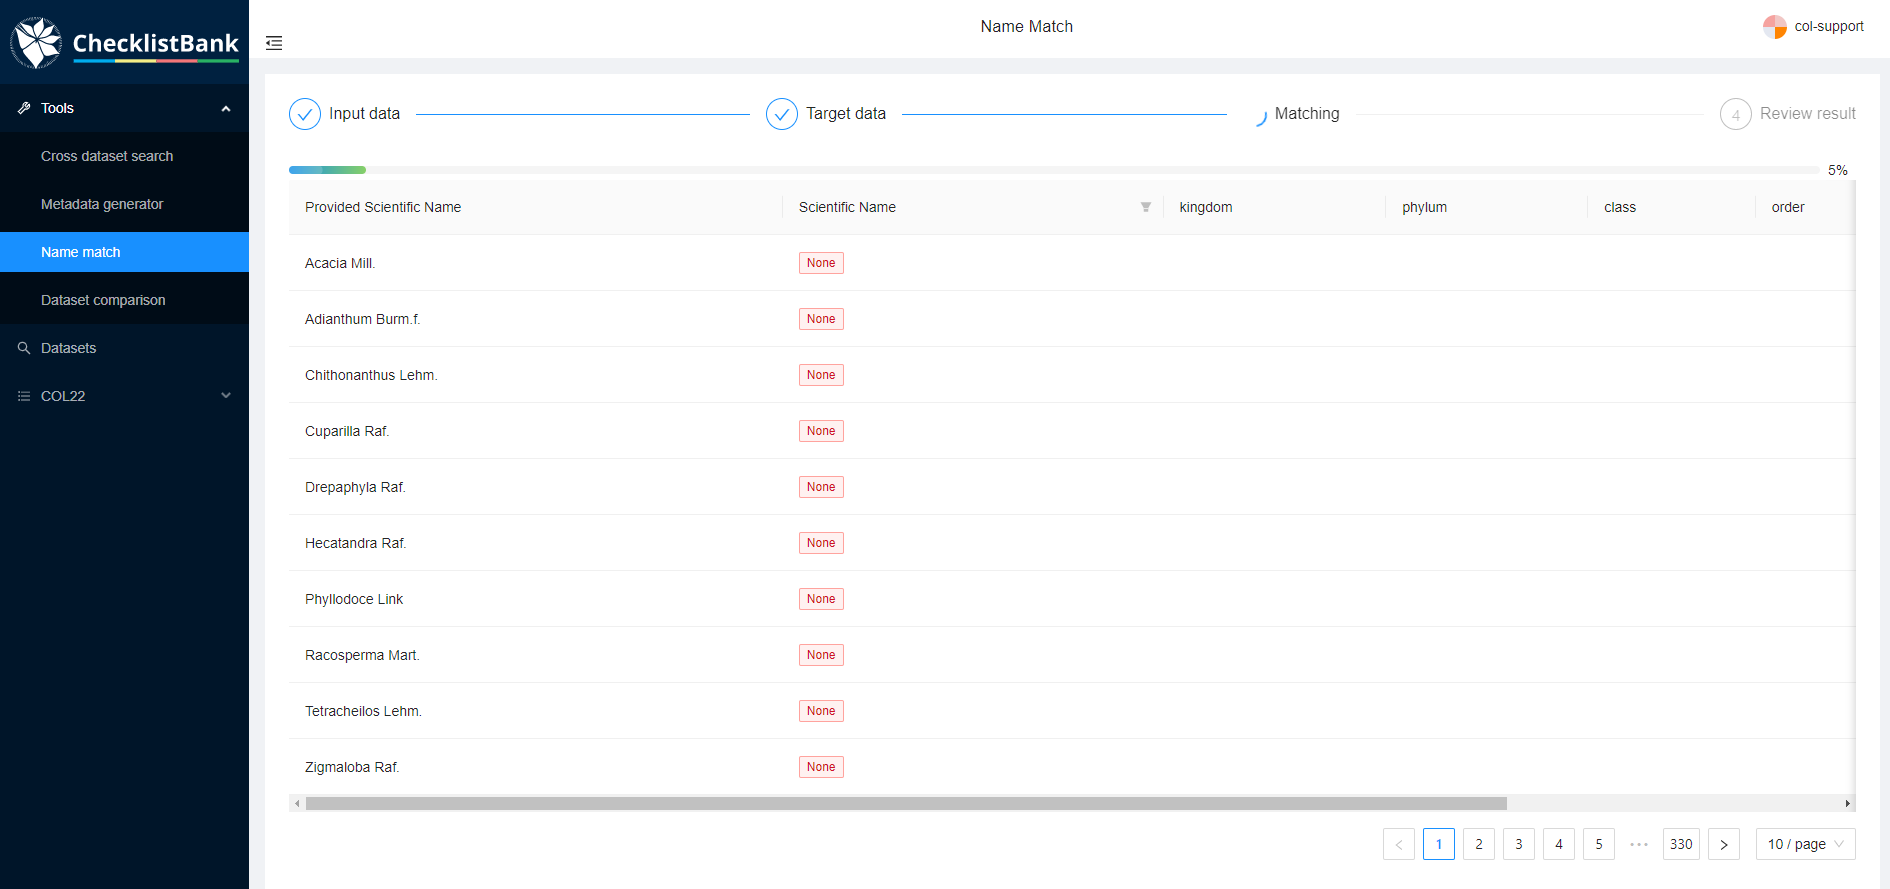 ChecklistBank
Name Match
col-support
Tools
Cross dataset search
Metadata generator
Name match
Dataset comparison
Datasets
COL22
Input data
Target data
Matching
4 Review result
5%
Provided Scientific Name Scientific Name kingdom phylum class order
Acacia Mill. None
Adianthum Burm.f. None
Chithonanthus Lehm. None
Cuparilla Raf. None
Drepaphyla Raf. None
Hecatandra Raf. None
Phyllodoce Link None
Racosperma Mart. None
Tetracheilos Lehm. None
Zigmaloba Raf. None
< 1 2 3 4 5 ••• 330 > 10 / page